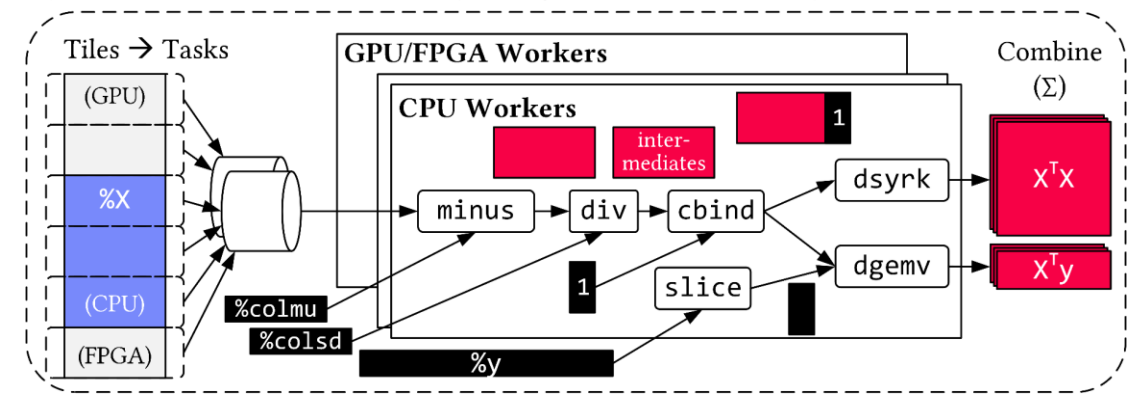 Tiles → Tasks
(GPU)
%X
(CPU)
(FPGA)
GPU/FPGA Workers
CPU Workers
inter-
mediates
1
minus
div
cbind
dsyrk
dgemv
1
slice
%colmu
%colsd
%y
Combine
(Σ)
XᵀX
Xᵀy